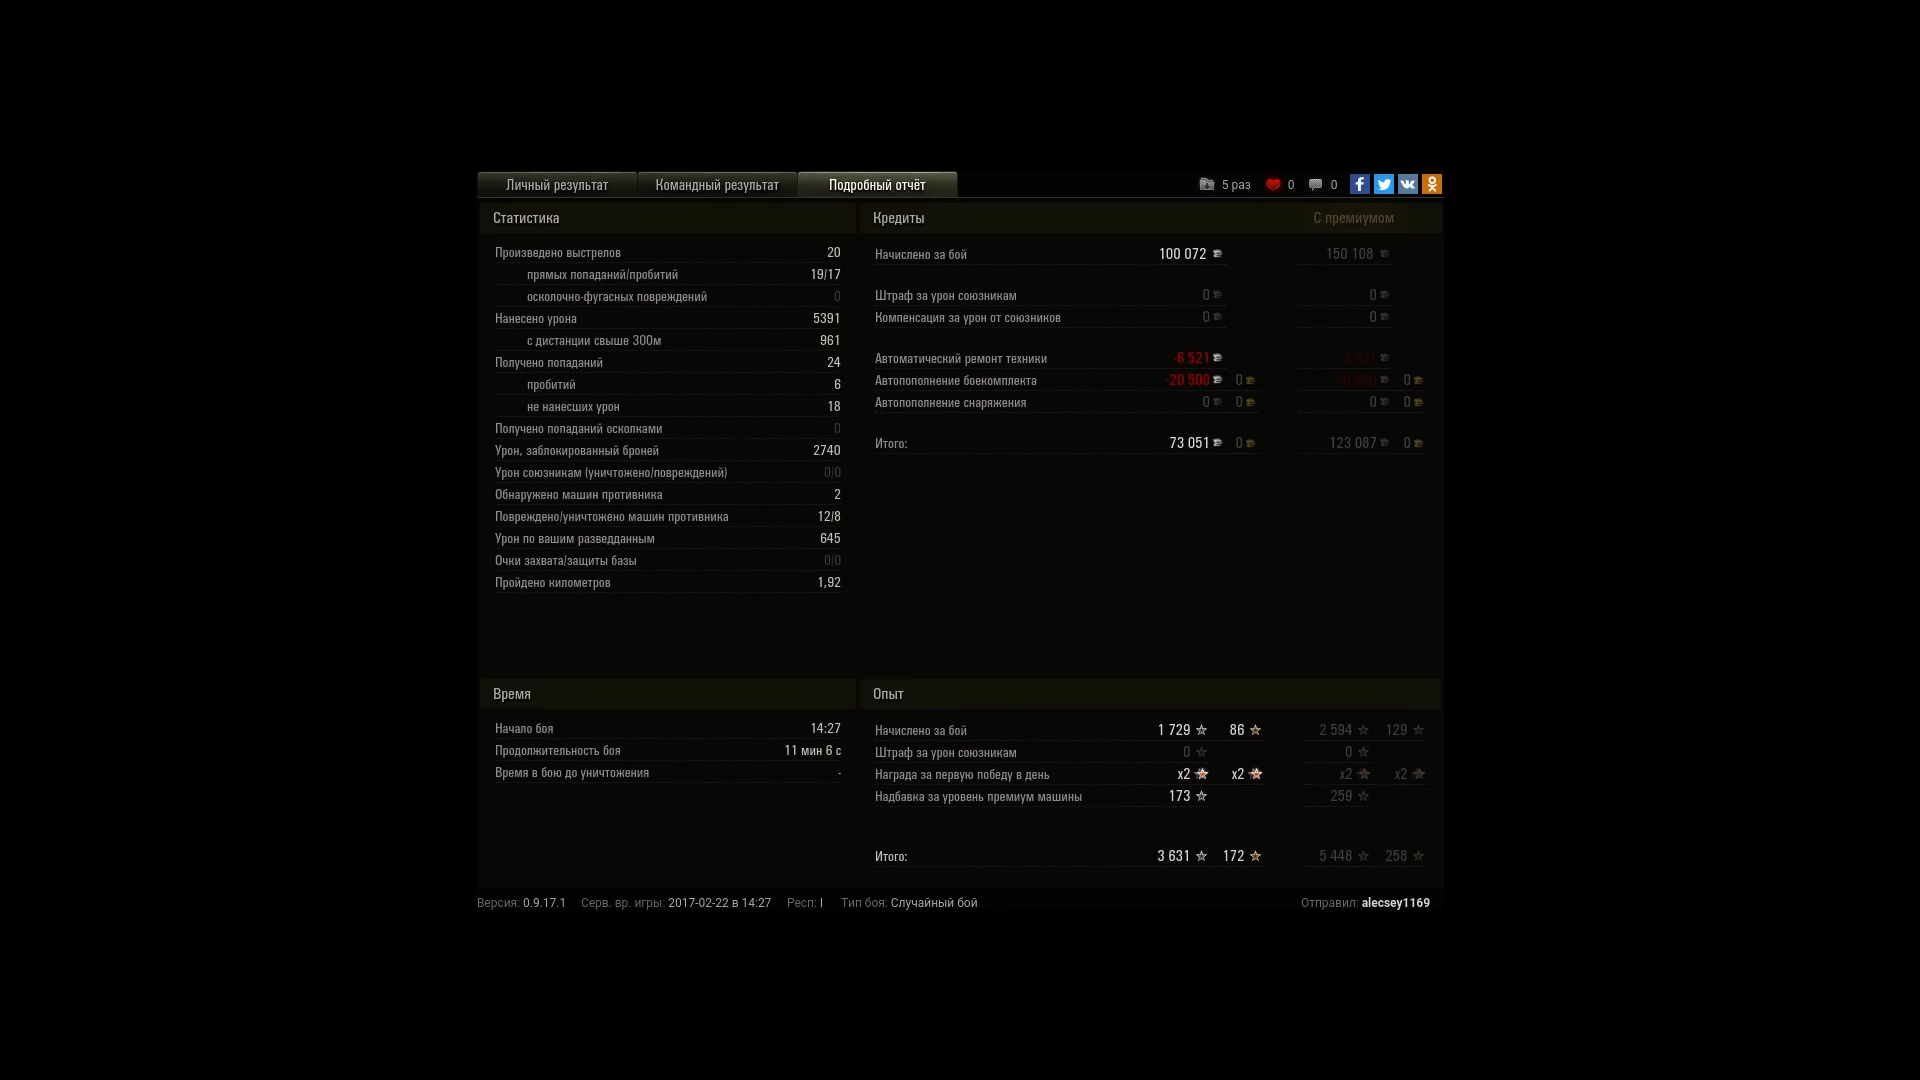 Личный результат Командный результат Подробный отчёт 5 раз 0 0
Статистика
Произведено выстрелов 20
прямых попаданий/пробитий 19/17
осколочно-фугасных повреждений 0
Нанесено урона 5391
с дистанции свыше 300м 961
Получено попаданий 24
пробитий 6
не нанесших урон 18
Получено попаданий осколками 0
Урон, заблокированный броней 2740
Урон союзникам (уничтожено/повреждений) 0/0
Обнаружено машин противника 2
Повреждено/уничтожено машин противника 12/8
Урон по вашим разведданным 645
Очки захвата/защиты базы 0/0
Пройдено километров 1,92
Кредиты С премиумом
Начислено за бой 100 072 150 108
Штраф за урон союзникам 0 0
Компенсация за урон от союзников 0 0
Автоматический ремонт техники -6 521
Автопополнение боекомплекта -20 500 0 0
Автопополнение снаряжения 0 0 0 0
Итого: 73 051 0 123 087 0
Время
Начало боя 14:27
Продолжительность боя 11 мин 6 с
Время в бою до уничтожения -
Опыт
Начислено за бой 1 729 86 2 594 129
Штраф за урон союзникам 0 0
Награда за первую победу в день x2 x2 x2 x2
Надбавка за уровень премиум машины 173 259
Итого: 3 631 172 5 448 258
Версия: 0.9.17.1 Серв. вр. игры: 2017-02-22 в 14:27 Респ: I Тип боя: Случайный бой Отправил: alecsey1169